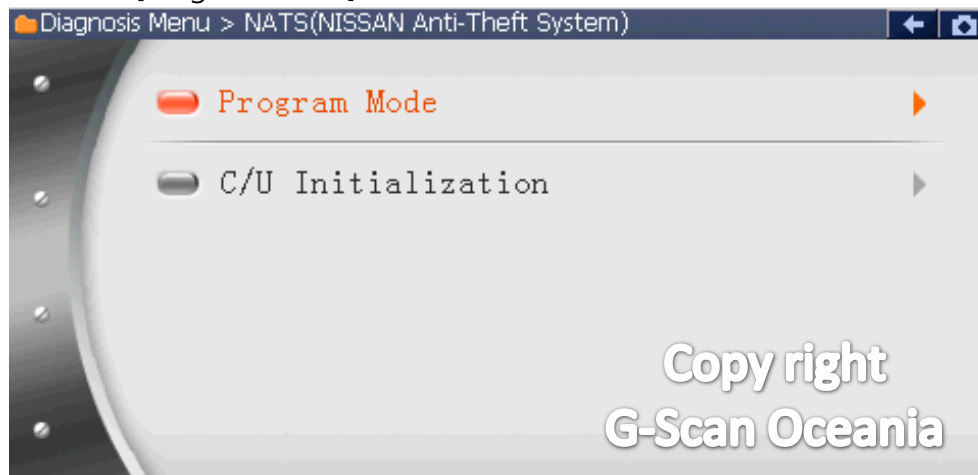 Diagnosis Menu > NATS(NISSAN Anti-Theft System)
Program Mode
C/U Initialization
Copy right
G-Scan Oceania